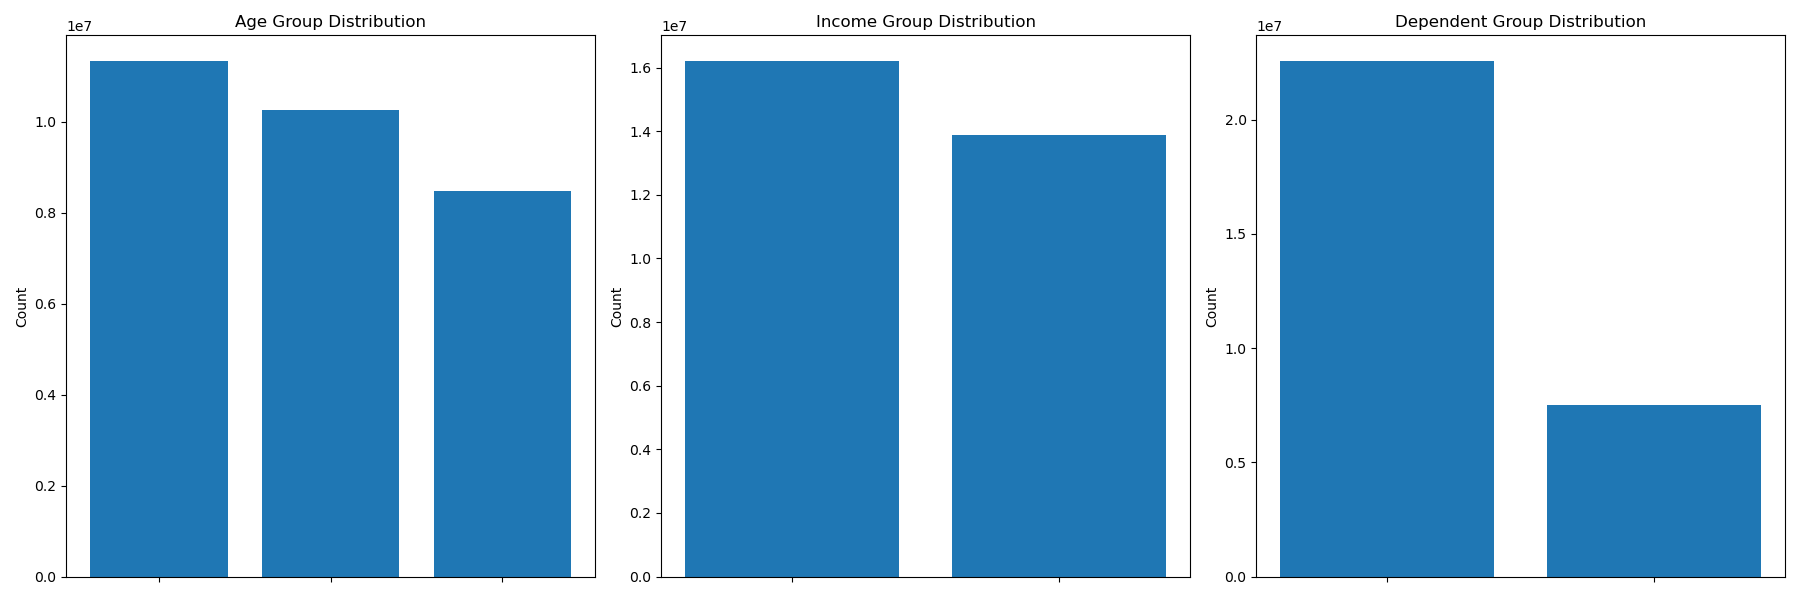 Age Group Distribution
1e7
1.0
0.8
0.6
0.4
0.2
0.0
Count
Income Group Distribution
1e7
1.6
1.4
1.2
1.0
0.8
0.6
0.4
0.2
0.0
Count
Dependent Group Distribution
1e7
2.0
1.5
1.0
0.5
0.0
Count